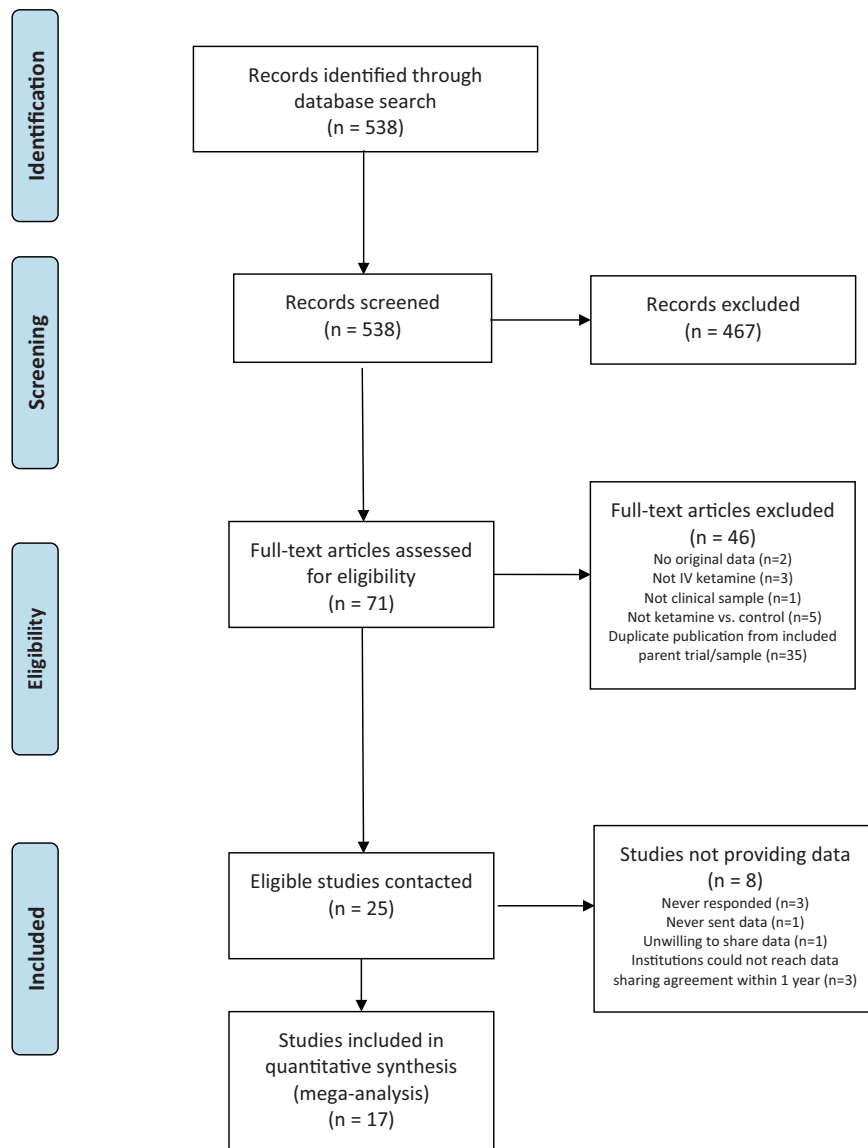 Identification
Records identified through
database search
(n = 538)
Screening
Records screened
(n = 538)
Records excluded
(n = 467)
Eligibility
Full-text articles assessed
for eligibility
(n = 71)
Full-text articles excluded
(n = 46)
No original data (n=2)
Not IV ketamine (n=3)
Not clinical sample (n=1)
Not ketamine vs. control (n=5)
Duplicate publication from included
parent trial/sample (n=35)
Included
Eligible studies contacted
(n = 25)
Studies not providing data
(n = 8)
Never responded (n=3)
Never sent data (n=1)
Unwilling to share data (n=1)
Institutions could not reach data
sharing agreement within 1 year (n=3)
Studies included in
quantitative synthesis
(mega-analysis)
(n = 17)